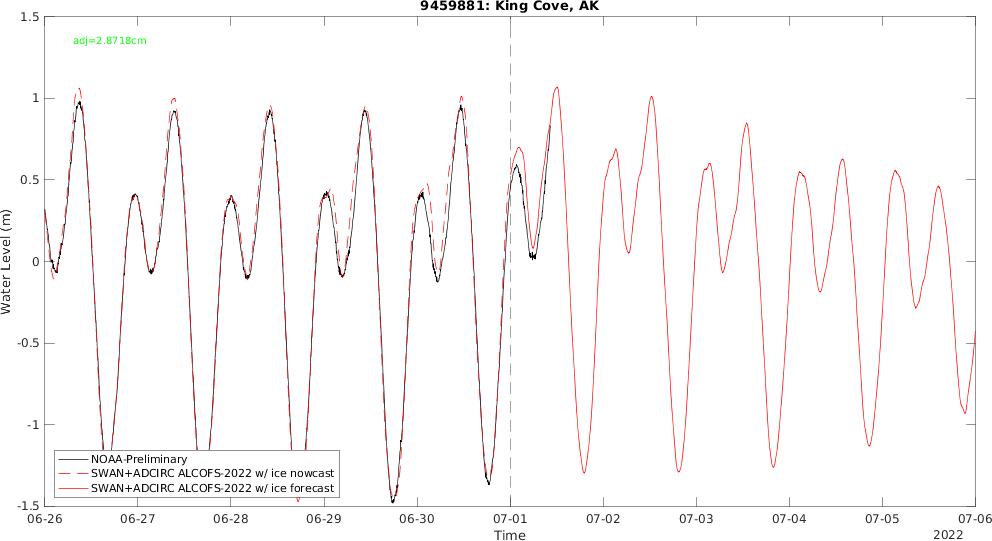 9459881: King Cove, AK
adj=2.8718cm
1.5
1
0.5
0
-0.5
-1
-1.5
Water Level (m)
NOAA-Preliminary
SWAN+ADCIRC ALCOFS-2022 w/ ice nowcast
SWAN+ADCIRC ALCOFS-2022 w/ ice forecast
06-26 06-27 06-28 06-29 06-30 07-01 07-02 07-03 07-04 07-05 07-06
Time
2022